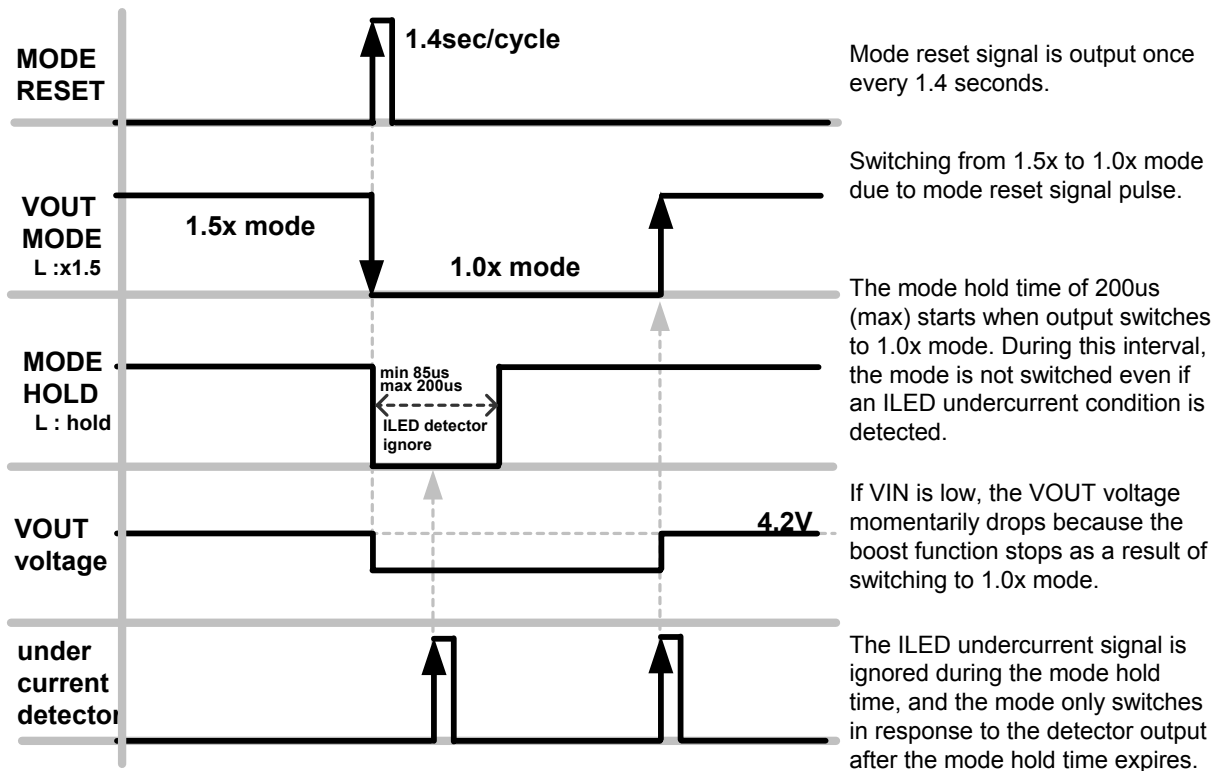 MODE
RESET
1.4sec/cycle
Mode reset signal is output once
every 1.4 seconds.
VOUT
MODE
L :x1.5
1.5x mode
1.0x mode
Switching from 1.5x to 1.0x mode
due to mode reset signal pulse.
MODE
HOLD
L : hold
min 85us
max 200us
ILED detector
ignore
The mode hold time of 200us
(max) starts when output switches
to 1.0x mode. During this interval,
the mode is not switched even if
an ILED undercurrent condition is
detected.
VOUT
voltage
4.2V
If VIN is low, the VOUT voltage
momentarily drops because the
boost function stops as a result of
switching to 1.0x mode.
under
current
detector
The ILED undercurrent signal is
ignored during the mode hold
time, and the mode only switches
in response to the detector output
after the mode hold time expires.